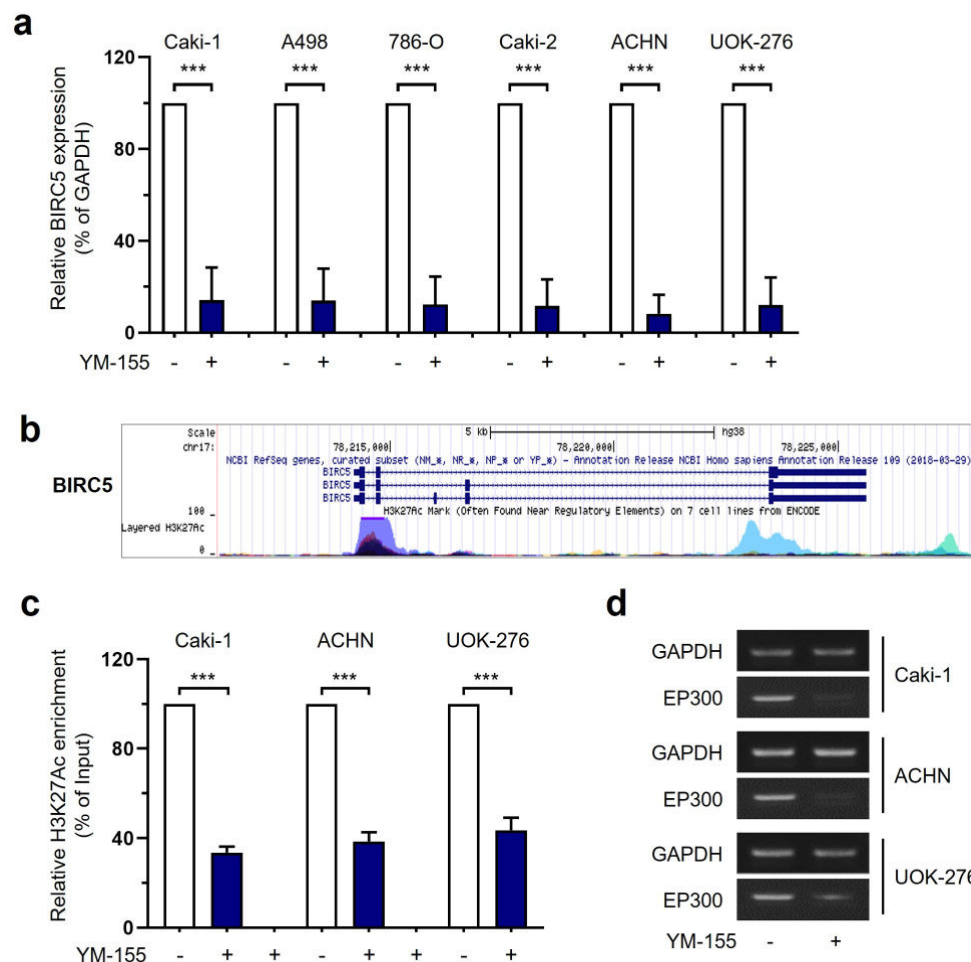 a
Caki-1 A498 786-O Caki-2 ACHN UOK-276
*** *** *** *** *** ***
120
80
40
0
Relative BIRC5 expression
(% of GAPDH)
YM-155 - + - + - + - + - + - +
b
BIRC5
Scale 5 kb hg38
chr17: 78,215,000 78,220,000 78,225,000
NCBI RefSeq genes, curated subset (NM_*, NR_*, NP_* or YP_*) - Annotation Release NCBI Homo sapiens Annotation Release 109 (2018-03-29)
BIRC5
BIRC5
BIRC5
H3K27Ac Mark (Often Found Near Regulatory Elements) on 7 cell lines from ENCODE
100
Layered H3K27Ac
0
c
Caki-1 ACHN UOK-276
*** *** ***
120
80
40
0
Relative H3K27Ac enrichment
(% of Input)
YM-155 - + + - + + - +
d
GAPDH
EP300
Caki-1
GAPDH
EP300
ACHN
GAPDH
EP300
UOK-276
YM-155 - +